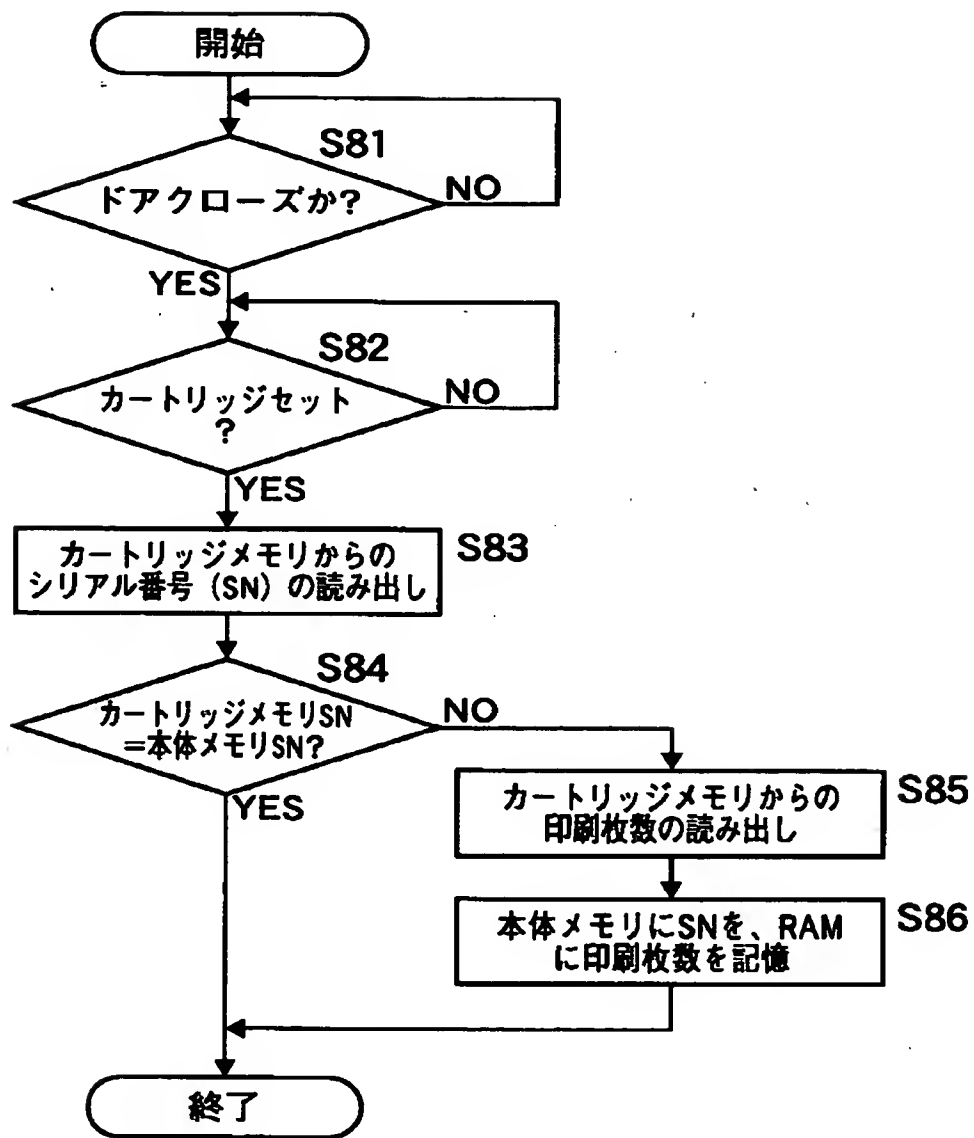 開始
S81
ドアクローズか?
NO
YES
S82
カートリッジセット
?
NO
YES
カートリッジメモリからの
シリアル番号 (SN) の読み出し
S83
S84
カートリッジメモリSN
=本体メモリSN?
NO
YES
カートリッジメモリからの
印刷枚数の読み出し
S85
本体メモリにSNを、RAM
に印刷枚数を記憶
S86
終了